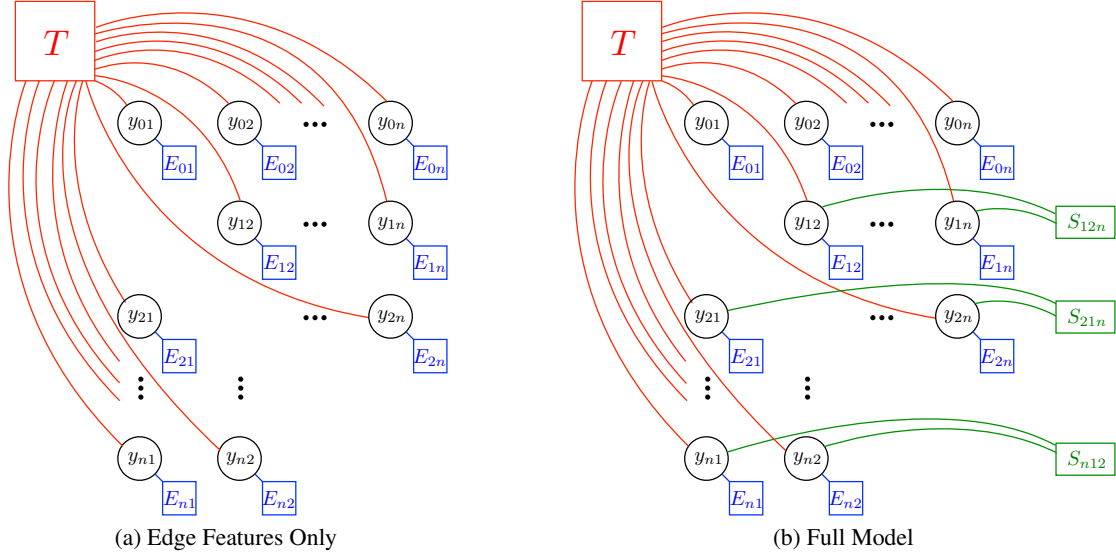 T
y01 y02 ... y0n
E01 E02 E0n
y12 ... y1n
E12 E1n
y21 ... y2n
E21 E2n
yn1 yn2
En1 En2
(a) Edge Features Only
T
y01 y02 ... y0n
E01 E02 E0n
y12 ... y1n S12n
E12 E1n
y21 ... y2n S21n
E21 E2n
yn1 yn2 Sn12
En1 En2
(b) Full Model